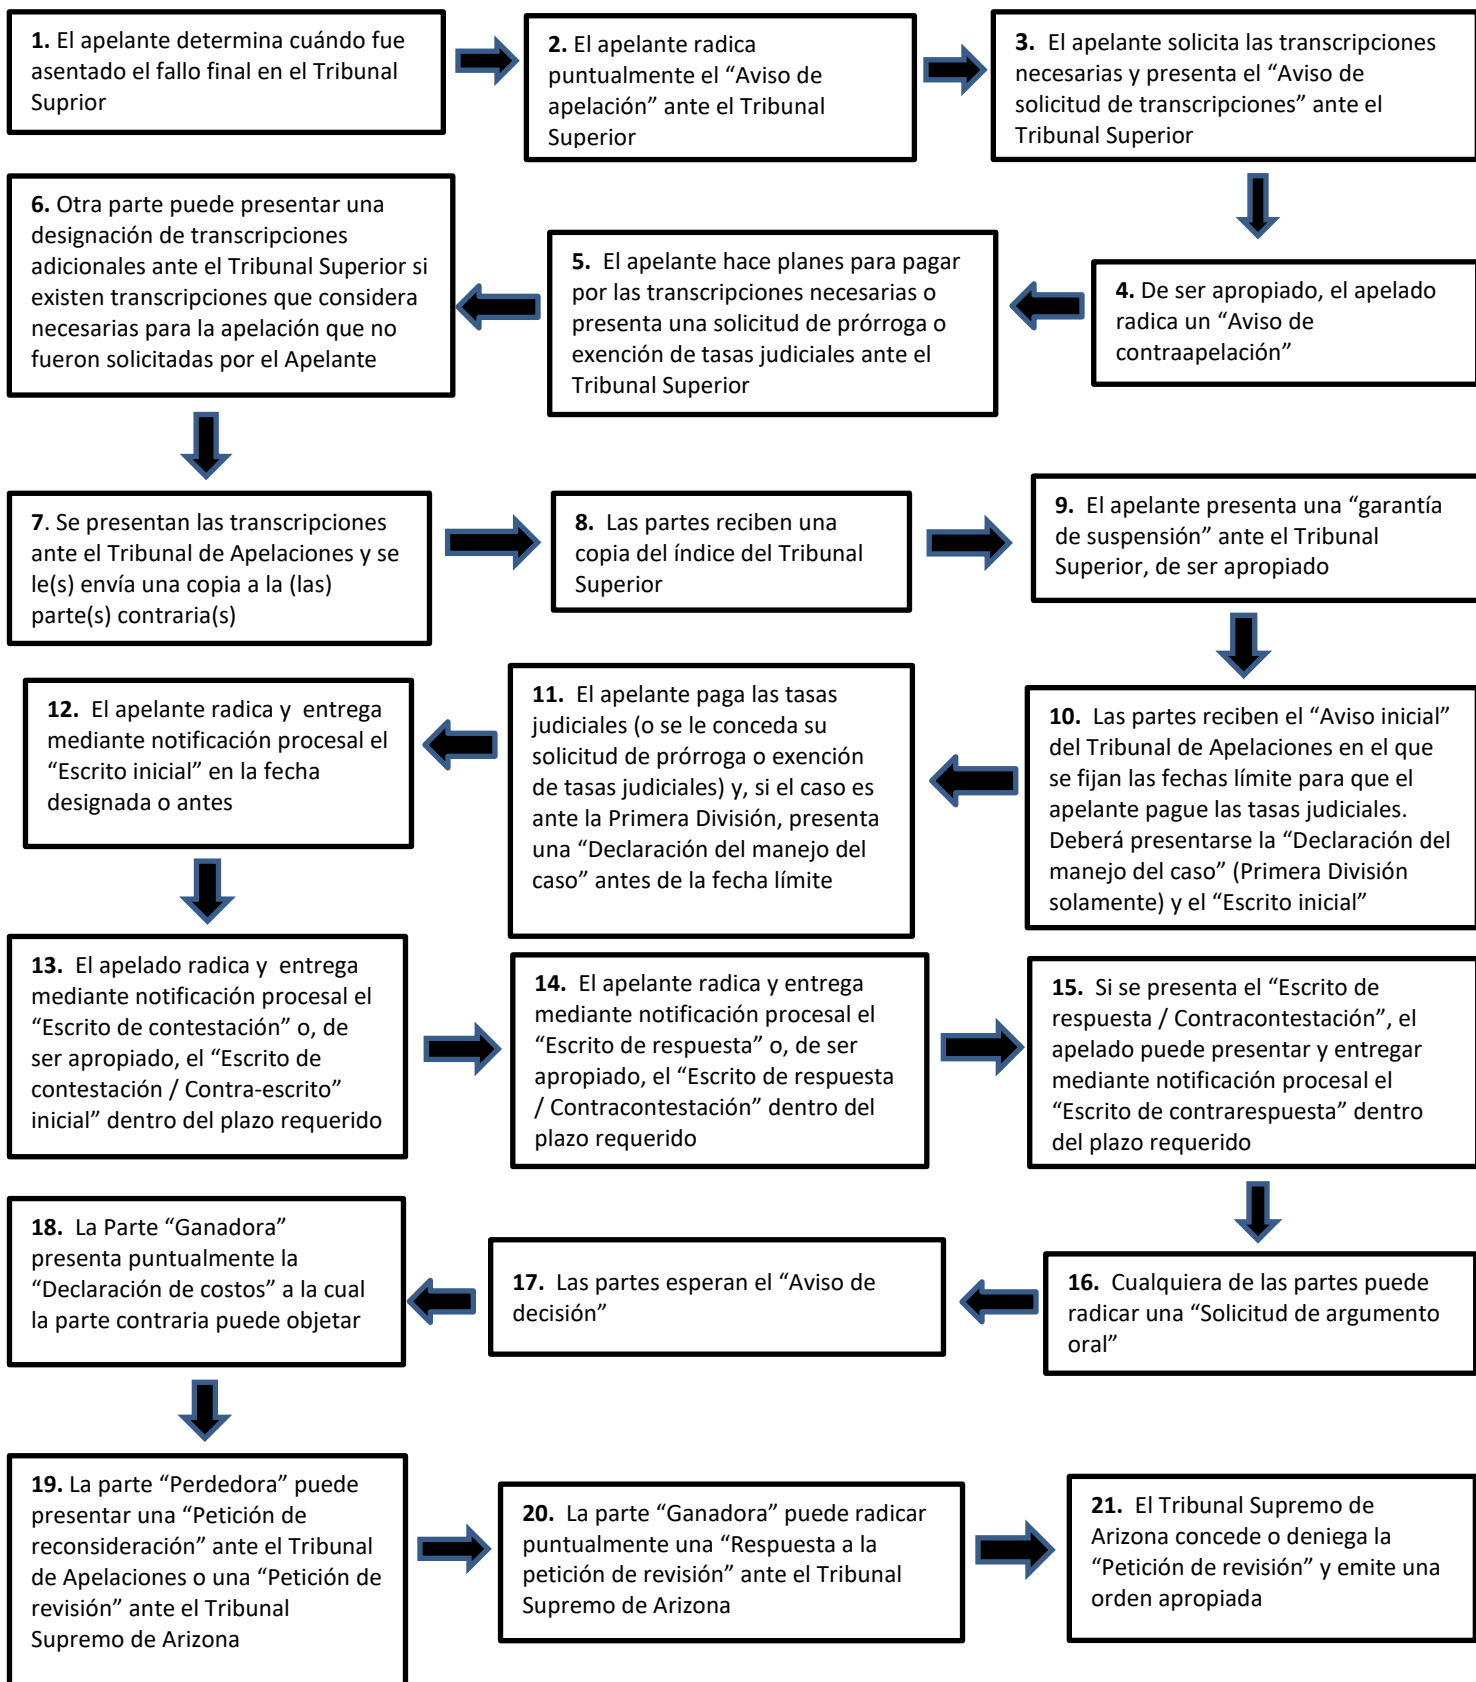 1. El apelante determina cuándo fue
asentado el fallo final en el Tribunal
Suprior
2. El apelante radica
puntualmente el “Aviso de
apelación” ante el Tribunal
Superior
3. El apelante solicita las transcripciones
necesarias y presenta el “Aviso de
solicitud de transcripciones” ante el
Tribunal Superior
4. De ser apropiado, el apelado
radica un “Aviso de
contraapelación”
5. El apelante hace planes para pagar
por las transcripciones necesarias o
presenta una solicitud de prórroga o
exención de tasas judiciales ante el
Tribunal Superior
6. Otra parte puede presentar una
designación de transcripciones
adicionales ante el Tribunal Superior si
existen transcripciones que considera
necesarias para la apelación que no
fueron solicitadas por el Apelante
7. Se presentan las transcripciones
ante el Tribunal de Apelaciones y se
le(s) envía una copia a la (las)
parte(s) contraria(s)
8. Las partes reciben una
copia del índice del Tribunal
Superior
9. El apelante presenta una “garantía
de suspensión” ante el Tribunal
Superior, de ser apropiado
10. Las partes reciben el “Aviso inicial”
del Tribunal de Apelaciones en el que
se fijan las fechas límite para que el
apelante pague las tasas judiciales.
Deberá presentarse la “Declaración del
manejo del caso” (Primera División
solamente) y el “Escrito inicial”
11. El apelante paga las tasas
judiciales (o se le conceda su
solicitud de prórroga o exención
de tasas judiciales) y, si el caso es
ante la Primera División, presenta
una “Declaración del manejo del
caso” antes de la fecha límite
12. El apelante radica y entrega
mediante notificación procesal el
“Escrito inicial” en la fecha
designada o antes
13. El apelado radica y entrega
mediante notificación procesal el
“Escrito de contestación” o, de
ser apropiado, el “Escrito de
contestación / Contra-escrito”
inicial” dentro del plazo requerido
14. El apelante radica y entrega
mediante notificación procesal el
“Escrito de respuesta” o, de ser
apropiado, el “Escrito de respuesta
/ Contracontestación” dentro del
plazo requerido
15. Si se presenta el “Escrito de
respuesta / Contracontestación”, el
apelado puede presentar y entregar
mediante notificación procesal el
“Escrito de contrarespuesta” dentro
del plazo requerido
16. Cualquiera de las partes puede
radicar una “Solicitud de argumento
oral”
17. Las partes esperan el “Aviso de
decisión”
18. La Parte “Ganadora”
presenta puntualmente la
“Declaración de costos” a la cual
la parte contraria puede objetar
19. La parte “Perdedora” puede
presentar una “Petición de
reconsideración” ante el Tribunal
de Apelaciones o una “Petición de
revisión” ante el Tribunal
Supremo de Arizona
20. La parte “Ganadora” puede radicar
puntualmente una “Respuesta a la
petición de revisión” ante el Tribunal
Supremo de Arizona
21. El Tribunal Supremo de
Arizona concede o deniega la
“Petición de revisión” y emite una
orden apropiada